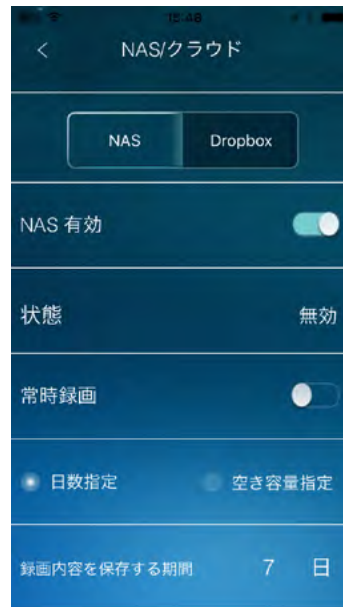 15:48
< NAS/クラウド
NAS Dropbox
NAS 有効
状態 無効
常時録画
日数指定 空き容量指定
録画内容を保存する期間 7 日